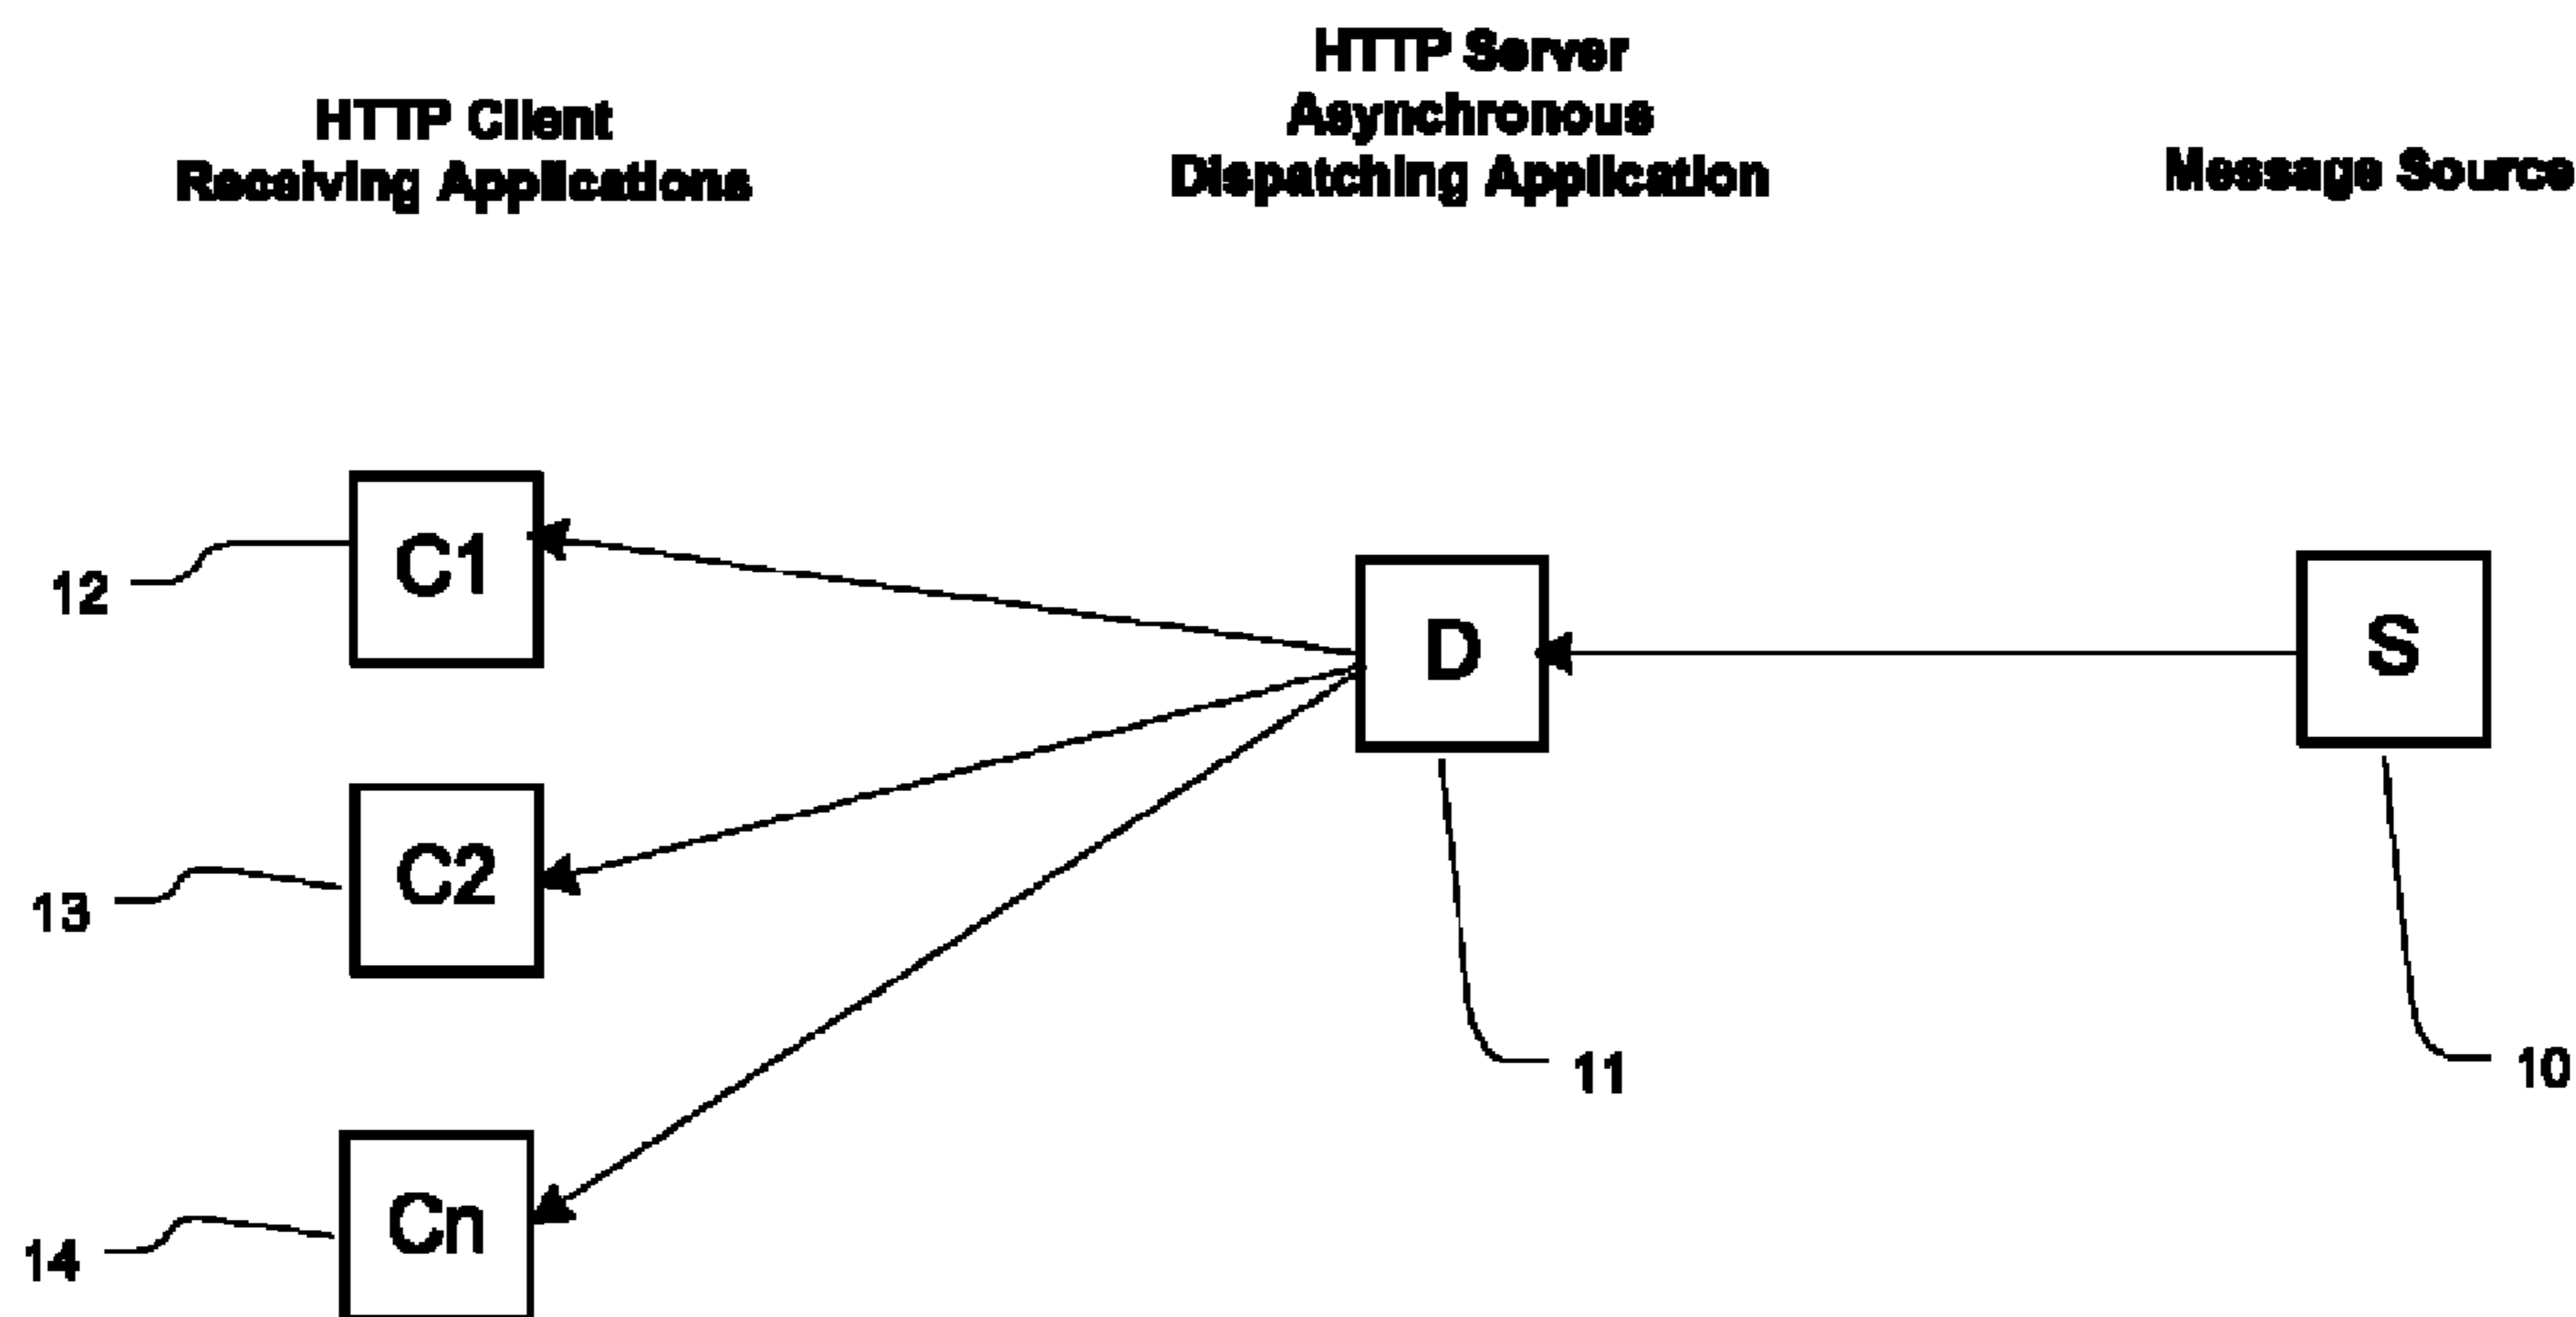 HTTP Client
Receiving Applications
HTTP Server
Asynchronous
Dispatching Application
Message Source
C1
12
D
S
C2
13
11
10
Cn
14